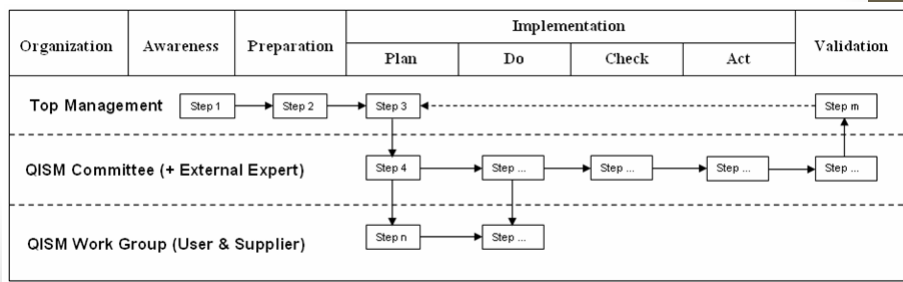 Organization Awareness Preparation Implementation Validation
Plan Do Check Act
Top Management Step 1 Step 2 Step 3 Step m
QISM Committee (+ External Expert) Step 4 Step ... Step ... Step ... Step ...
QISM Work Group (User & Supplier) Step n Step ...